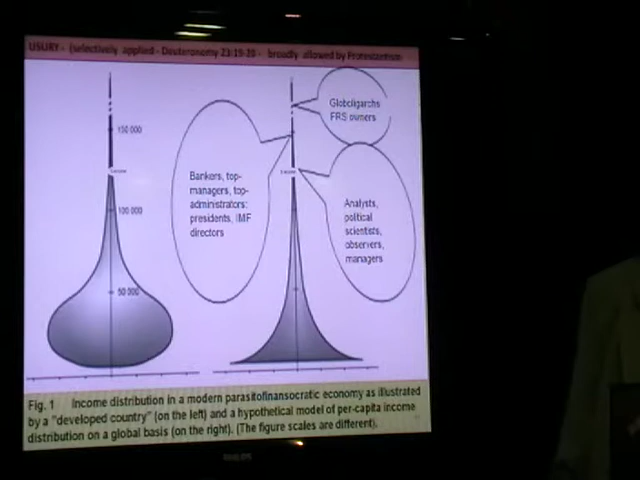 USURY - (selectively applied - Deuteronomy 23:19-20 - broadly allowed by Protestantism
150 000
100 000
50 000
Globoligarchs
FRS owners
Bankers, top-
managers, top-
administrators:
presidents, IMF
directors
Analysts,
political
scientists,
observers,
managers
Fig. 1 Income distribution in a modern parasitofinansocratic economy as illustrated
by a "developed country" (on the left) and a hypothetical model of per-capita income
distribution on a global basis (on the right). (The figure scales are different).
PHILIPS